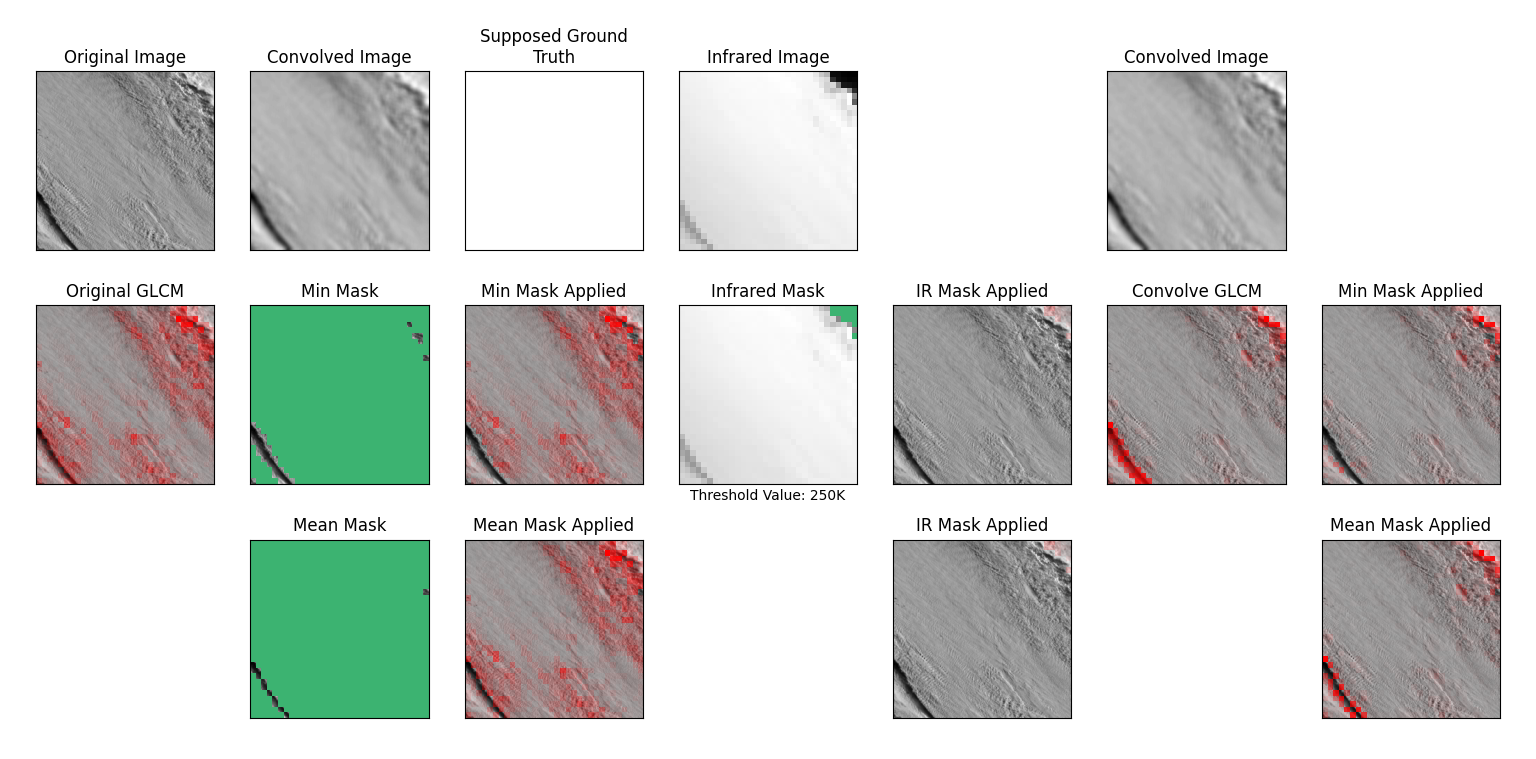 Original Image
Convolved Image
Supposed Ground
Truth
Infrared Image
Convolved Image
Original GLCM
Min Mask
Min Mask Applied
Infrared Mask
IR Mask Applied
Convolve GLCM
Min Mask Applied
Threshold Value: 250K
Mean Mask
Mean Mask Applied
IR Mask Applied
Mean Mask Applied